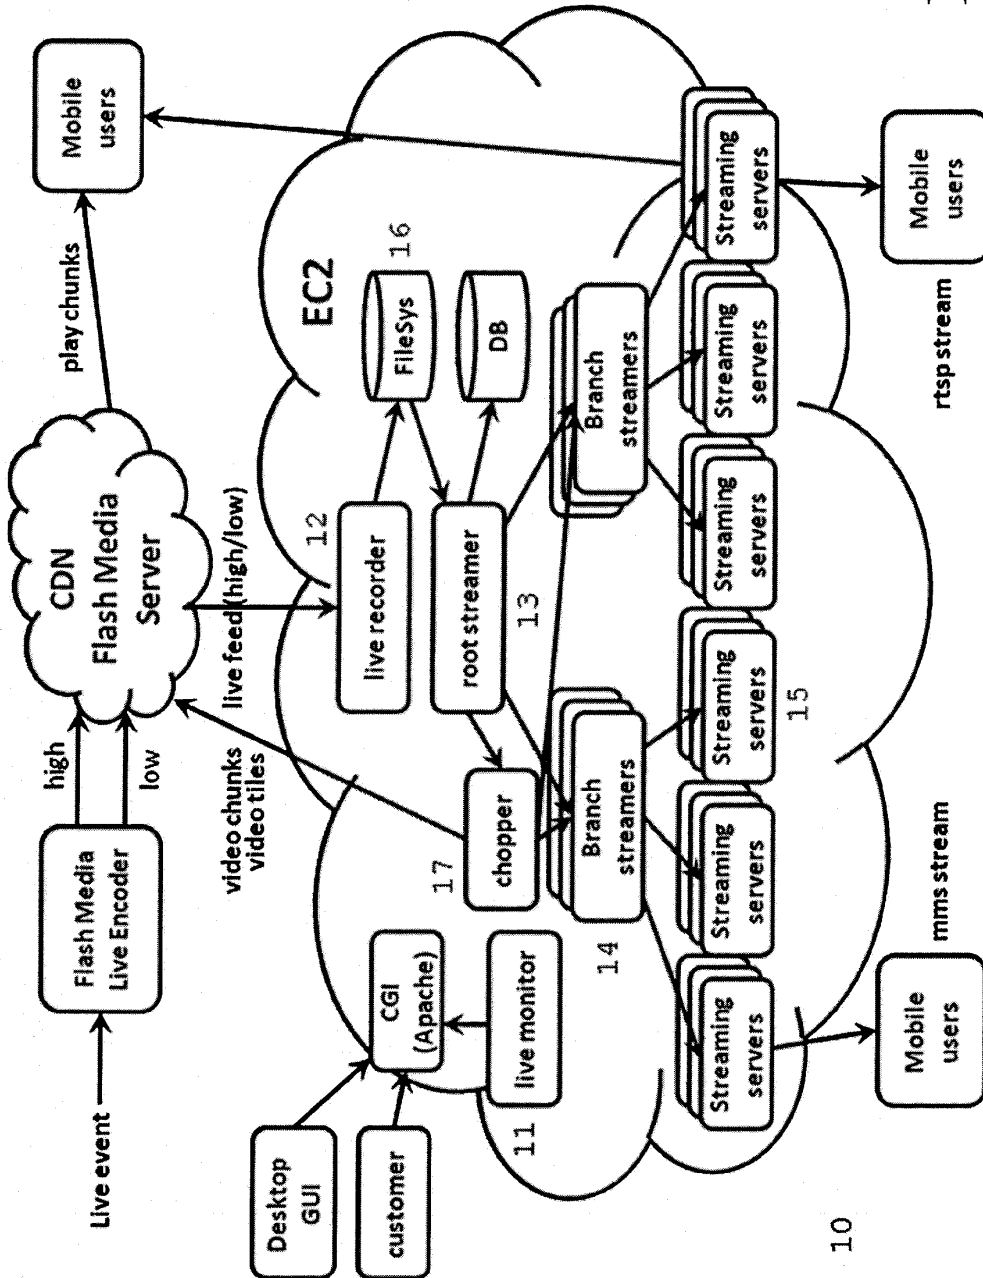 Live event
Flash Media
Live Encoder
high
low
CDN
Flash Media
Server
play chunks
Mobile
users
video chunks
video tiles
live feed (high/low)
Desktop
GUI
customer
CGI
(Apache)
live monitor
11
17
chopper
12
live recorder
root streamer
13
EC2
16
FileSys
DB
14
Branch
streamers
Branch
streamers
Streaming
servers
Streaming
servers
Streaming
servers
15
Streaming
servers
Streaming
servers
Streaming
servers
Mobile
users
mms stream
rtsp stream
Mobile
users
10